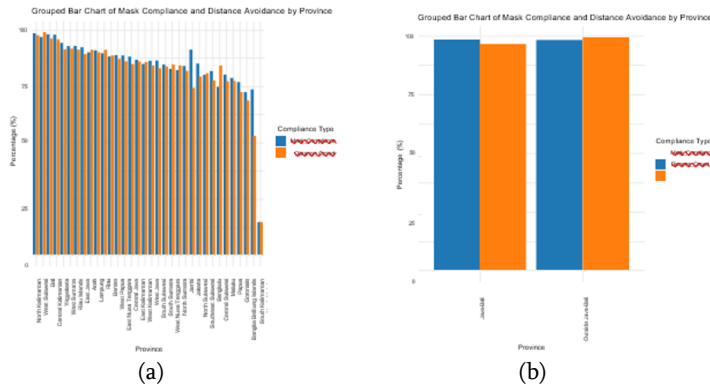 Grouped Bar Chart of Mask Compliance and Distance Avoidance by Province
100
75
50
25
0
Percentage (%)
Compliance Type
North Kalimantan
West Sulawesi
Bali
Central Kalimantan
Yogyakarta
West Sumatra
Riau Islands
East Java
Aceh
Lampung
Riau
Banten
West Papua
East Nusa Tenggara
Central Java
East Kalimantan
West Kalimantan
West Java
South Sulawesi
South Sumatra
West Nusa Tenggara
North Sumatra
Jambi
Jakarta
North Sulawesi
Southeast Sulawesi
Bengkulu
Central Sulawesi
Maluku
Papua
Gorontalo
Bangka Belitung Islands
South Kalimantan
Province
(a)
Grouped Bar Chart of Mask Compliance and Distance Avoidance by Province
100
75
50
25
0
Percentage (%)
Compliance Type
Java-Bali
Outside Java-Bali
Province
(b)